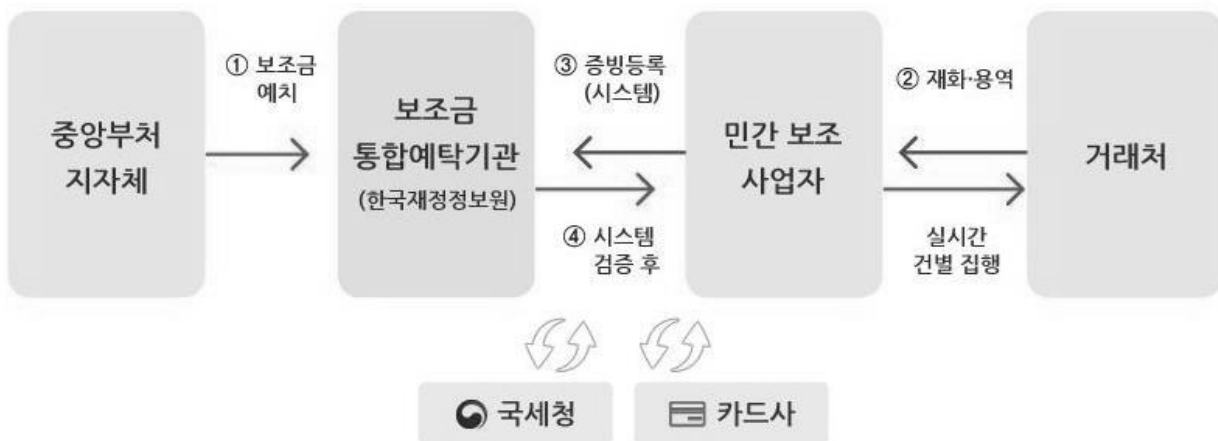 중앙부처
지자체
① 보조금
예치
보조금
통합예탁기관
(한국재정정보원)
③ 증빙등록
(시스템)
④ 시스템
검증 후
민간 보조
사업자
② 재화·용역
실시간
건별 집행
거래처
국세청
카드사